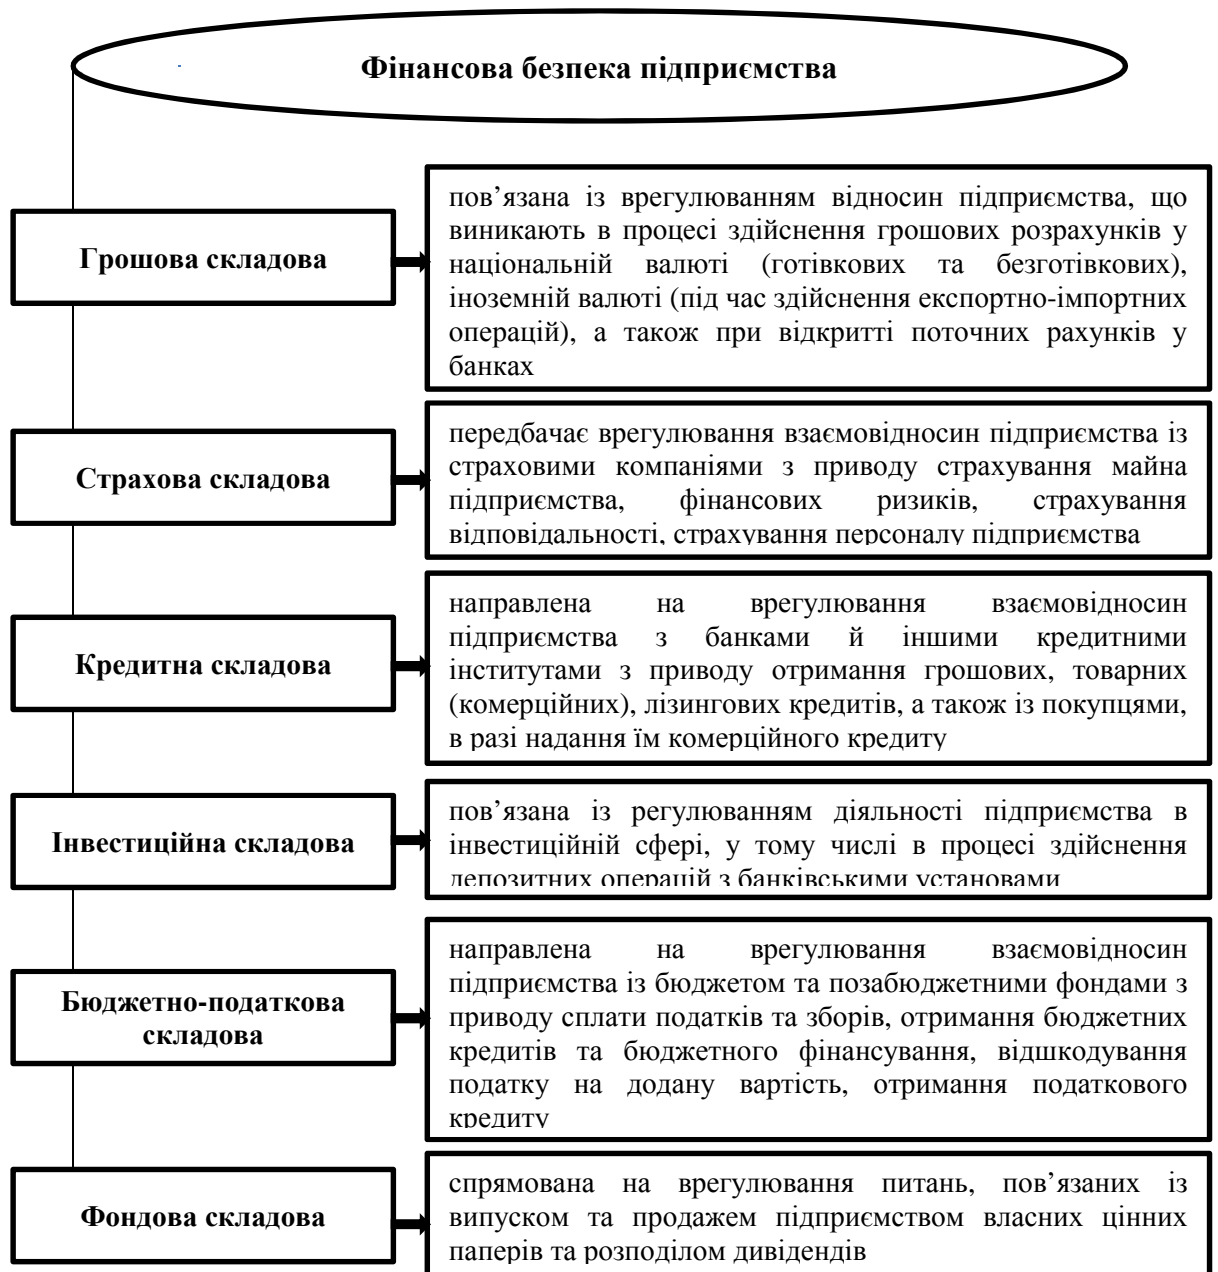 Фінансова безпека підприємства
Грошова складова
пов’язана із врегулюванням відносин підприємства, що
виникають в процесі здійснення грошових розрахунків у
національній валюті (готівкових та безготівкових),
іноземній валюті (під час здійснення експортно-імпортних
операцій), а також при відкритті поточних рахунків у
банках
Страхова складова
передбачає врегулювання взаємовідносин підприємства із
страховими компаніями з приводу страхування майна
підприємства, фінансових ризиків, страхування
відповідальності, страхування персоналу підприємства
Кредитна складова
направлена на врегулювання взаємовідносин
підприємства з банками й іншими кредитними
інститутами з приводу отримання грошових, товарних
(комерційних), лізингових кредитів, а також із покупцями,
в разі надання їм комерційного кредиту
Інвестиційна складова
пов’язана із регулюванням діяльності підприємства в
інвестиційній сфері, у тому числі в процесі здійснення
депозитних операцій з банківськими установами
Бюджетно-податкова
складова
направлена на врегулювання взаємовідносин
підприємства із бюджетом та позабюджетними фондами з
приводу сплати податків та зборів, отримання бюджетних
кредитів та бюджетного фінансування, відшкодування
податку на додану вартість, отримання податкового
кредиту
Фондова складова
спрямована на врегулювання питань, пов’язаних із
випуском та продажем підприємством власних цінних
паперів та розподілом дивідендів